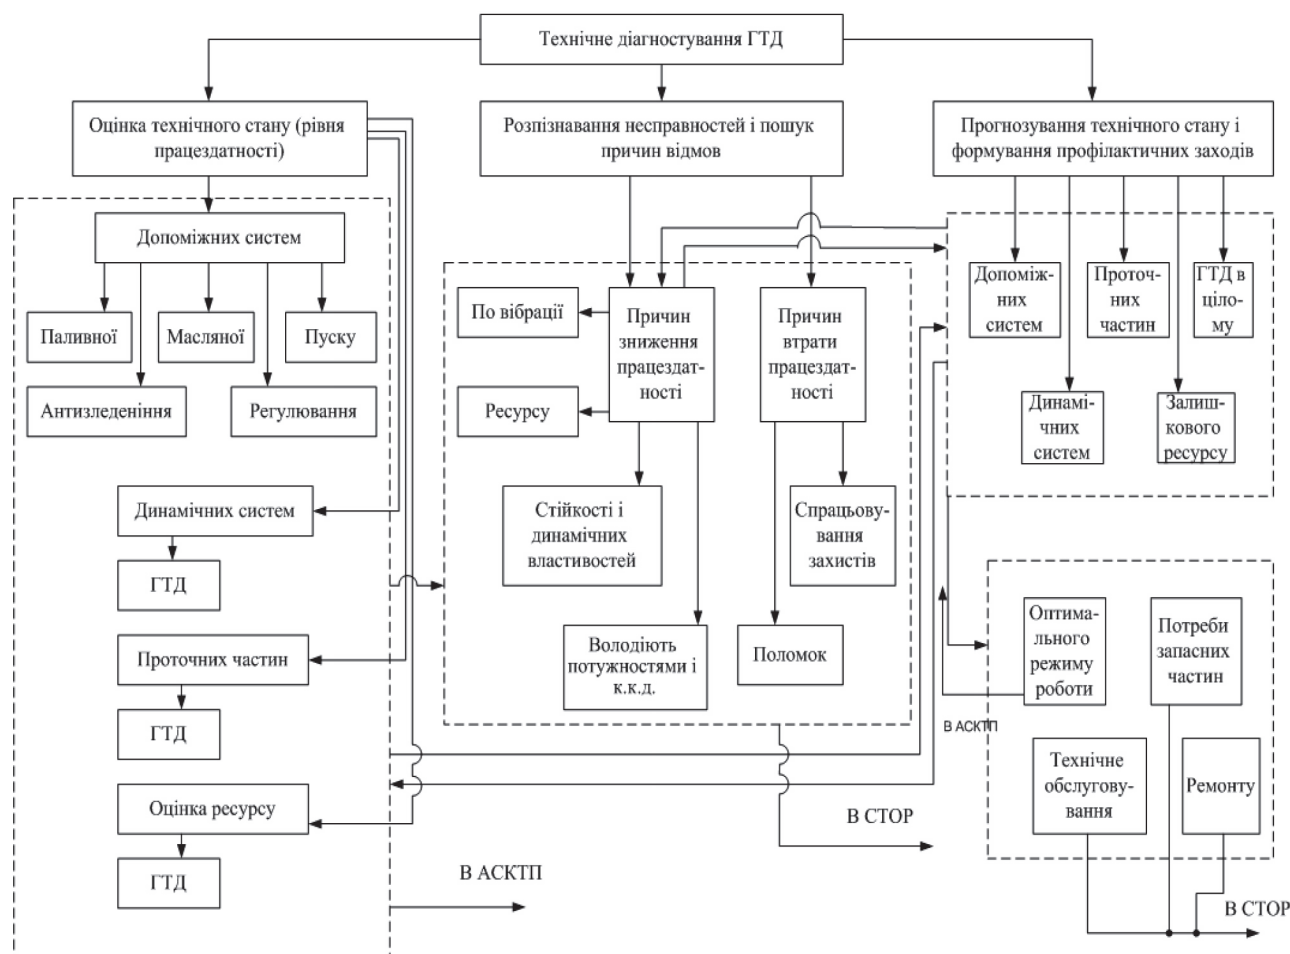 Технічне діагностування ГТД
Оцінка технічного стану (рівня
працездатності)
Розпізнавання несправностей і пошук
причин відмов
Прогнозування технічного стану і
формування профілактичних заходів
Допоміжних систем
Паливної
Масляної
Пуску
Антизледеніння
Регулювання
Динамічних систем
ГТД
Проточних частин
ГТД
Оцінка ресурсу
ГТД
В АСКТП
По вібрації
Ресурсу
Причин
зниження
працездат-
ності
Причин
втрати
працездат-
ності
Стійкості і
динамічних
властивостей
Спрацьову-
вання
захистів
Володіють
потужностями і
к.к.д.
Поломок
В СТОР
Допоміж-
них
систем
Проточ-
них
частин
ГТД в
ціло-
му
Динамі-
чних
систем
Залиш-
кового
ресурсу
Оптима-
льного
режиму
роботи
Потреби
запасних
частин
В АСКТП
Технічне
обслугову-
вання
Ремонту
В СТОР